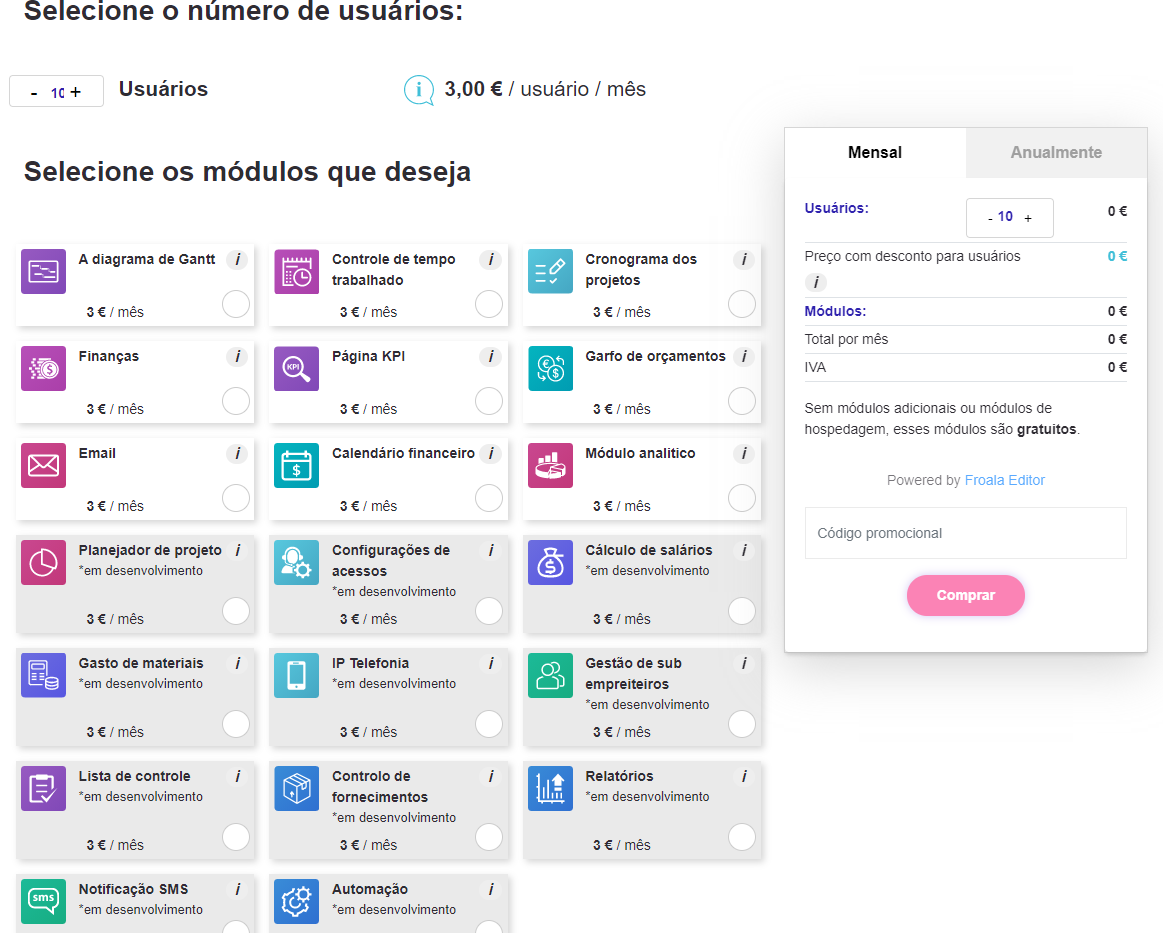 Selecione o número de usuários:
- 10 +
Usuários
3,00 € / usuário / mês
Selecione os módulos que deseja
A diagrama de Gantt
i
3 € / mês
Controle de tempo
trabalhado
i
3 € / mês
Cronograma dos
projetos
i
3 € / mês
Finanças
i
3 € / mês
KPI
Página KPI
i
3 € / mês
Garfo de orçamentos
i
3 € / mês
Email
i
3 € / mês
Calendário financeiro
i
3 € / mês
Módulo analitico
i
3 € / mês
Planejador de projeto
i
*em desenvolvimento
3 € / mês
Configurações de
acessos
i
*em desenvolvimento
3 € / mês
Cálculo de salários
i
*em desenvolvimento
3 € / mês
Gasto de materiais
i
*em desenvolvimento
3 € / mês
IP Telefonia
i
*em desenvolvimento
3 € / mês
Gestão de sub
empreiteiros
i
*em desenvolvimento
3 € / mês
Lista de controle
i
*em desenvolvimento
3 € / mês
Controlo de
fornecimentos
i
*em desenvolvimento
3 € / mês
Relatórios
i
*em desenvolvimento
3 € / mês
sms
Notificação SMS
i
*em desenvolvimento
Automação
i
*em desenvolvimento
Mensal
Anualmente
Usuários:
- 10 +
0 €
Preço com desconto para usuários
0 €
i
Módulos:
0 €
Total por mês
0 €
IVA
0 €
Sem módulos adicionais ou módulos de
hospedagem, esses módulos são gratuitos.
Powered by Froala Editor
Código promocional
Comprar